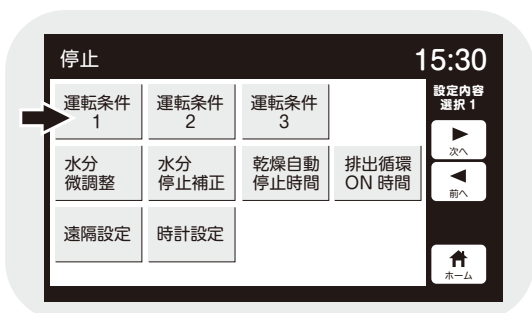 停止
15:30
設定内容
選択 1
運転条件
1
運転条件
2
運転条件
3
次へ
水分
微調整
水分
停止補正
乾燥自動
停止時間
排出循環
ON 時間
前へ
遠隔設定
時計設定
ホーム